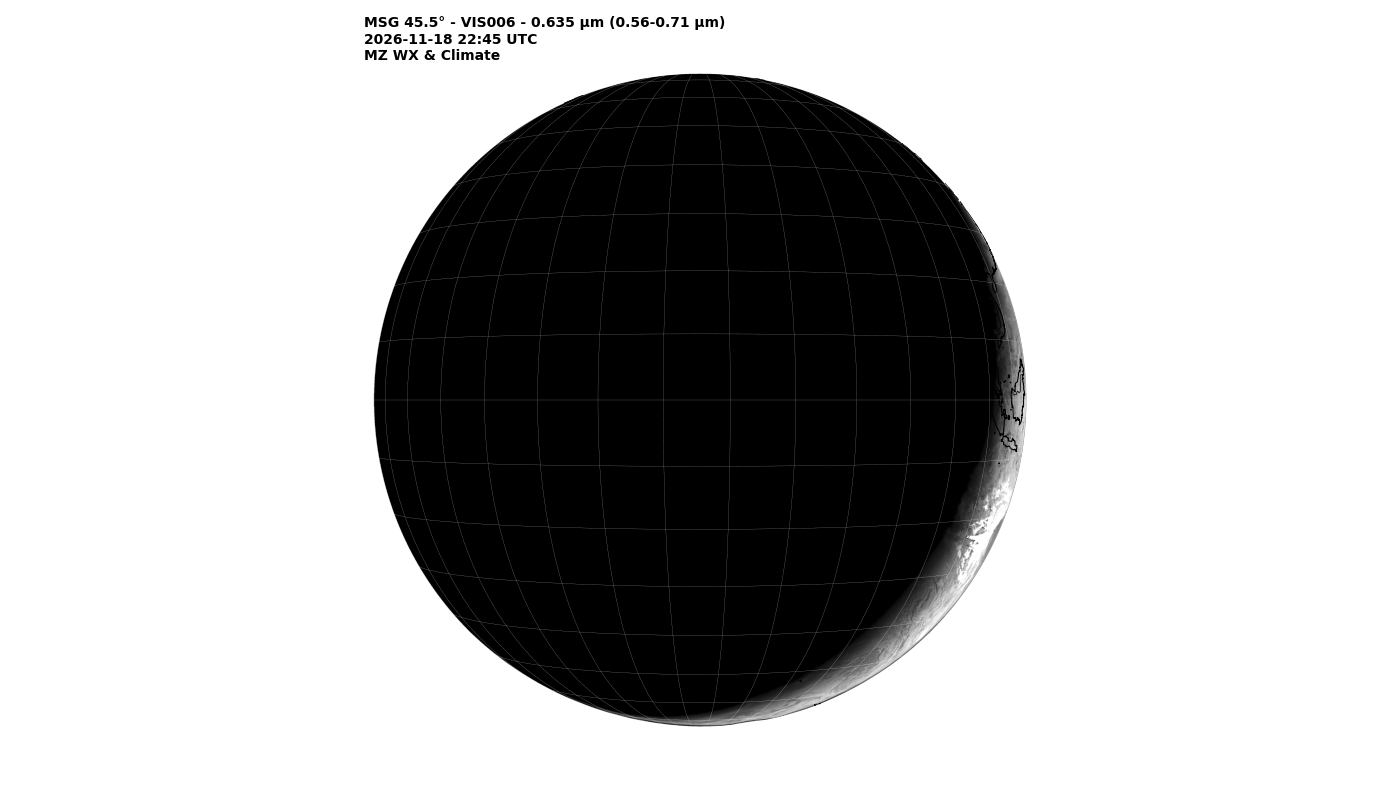 MSG 45.5° - VIS006 - 0.635 µm (0.56-0.71 µm)
2026-11-18 22:45 UTC
MZ WX & Climate